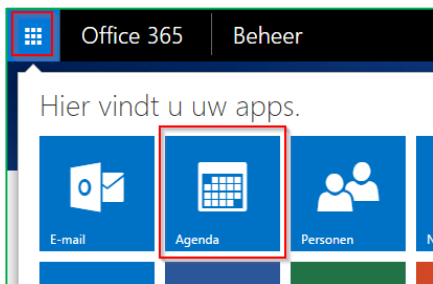 Office 365 Beheer
Hier vindt u uw apps.
E-mail Agenda Personen N